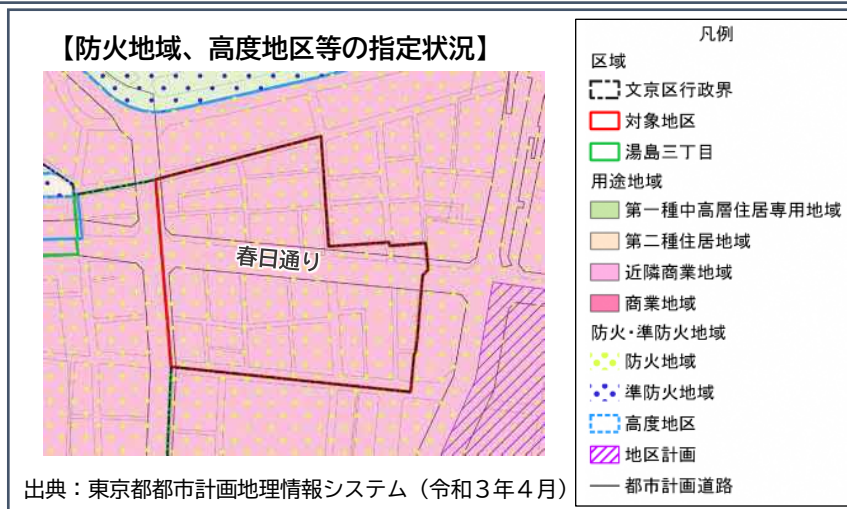 【防火地域、高度地区等の指定状況】
春日通り
出典：東京都都市計画地理情報システム（令和３年４月）
凡例
区域
文京区行政界
対象地区
湯島三丁目
用途地域
第一種中高層住居専用地域
第二種住居地域
近隣商業地域
商業地域
防火・準防火地域
防火地域
準防火地域
高度地区
地区計画
都市計画道路